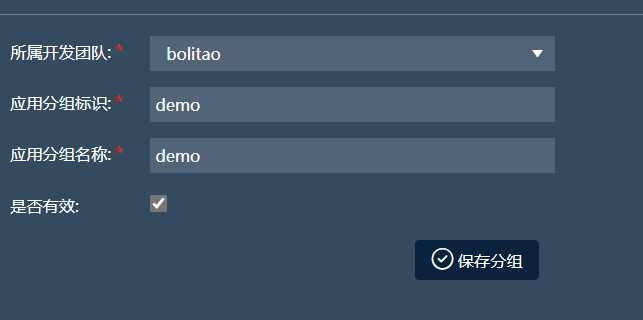 所属开发团队: * bolitao
应用分组标识: * demo
应用分组名称: * demo
是否有效:
保存分组